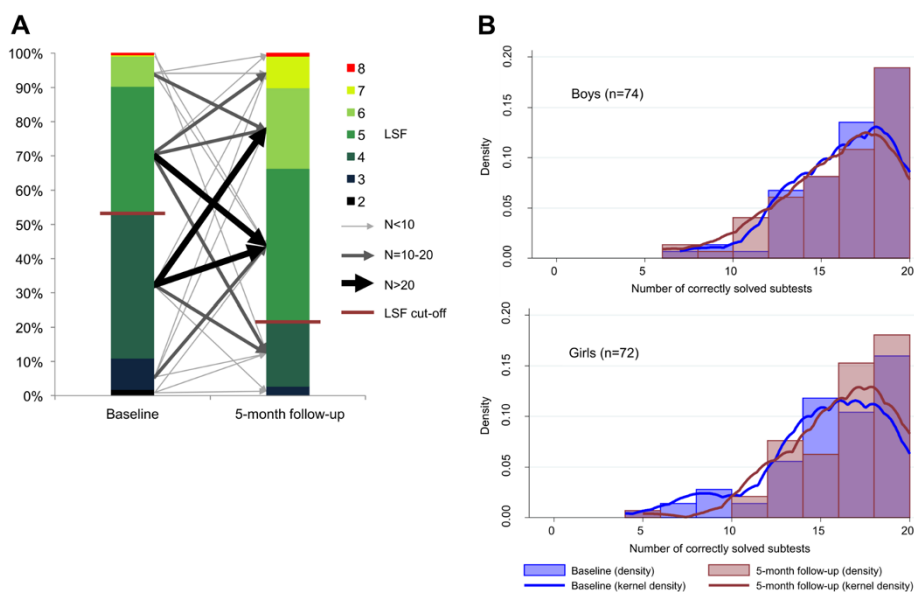 A
100%
90%
80%
70%
60%
50%
40%
30%
20%
10%
0%
Baseline
5-month follow-up
8
7
6
5
4
3
2
LSF
N<10
N=10-20
N>20
LSF cut-off
B
Boys (n=74)
Density
0.20
0.15
0.10
0.05
0.00
0
5
10
15
20
Number of correctly solved subtests
Girls (n=72)
Density
0.20
0.15
0.10
0.05
0.00
0
5
10
15
20
Number of correctly solved subtests
Baseline (density)
5-month follow-up (density)
Baseline (kernel density)
5-month follow-up (kernel density)